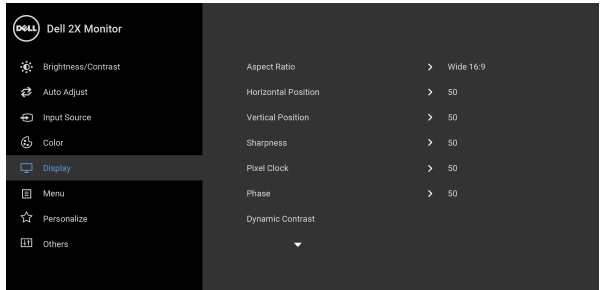 DELL Dell 2X Monitor
Brightness/Contrast
Aspect Ratio Wide 16:9
Auto Adjust
Horizontal Position 50
Input Source
Vertical Position 50
Color
Sharpness 50
Display
Pixel Clock 50
Menu
Phase 50
Personalize
Dynamic Contrast
Others